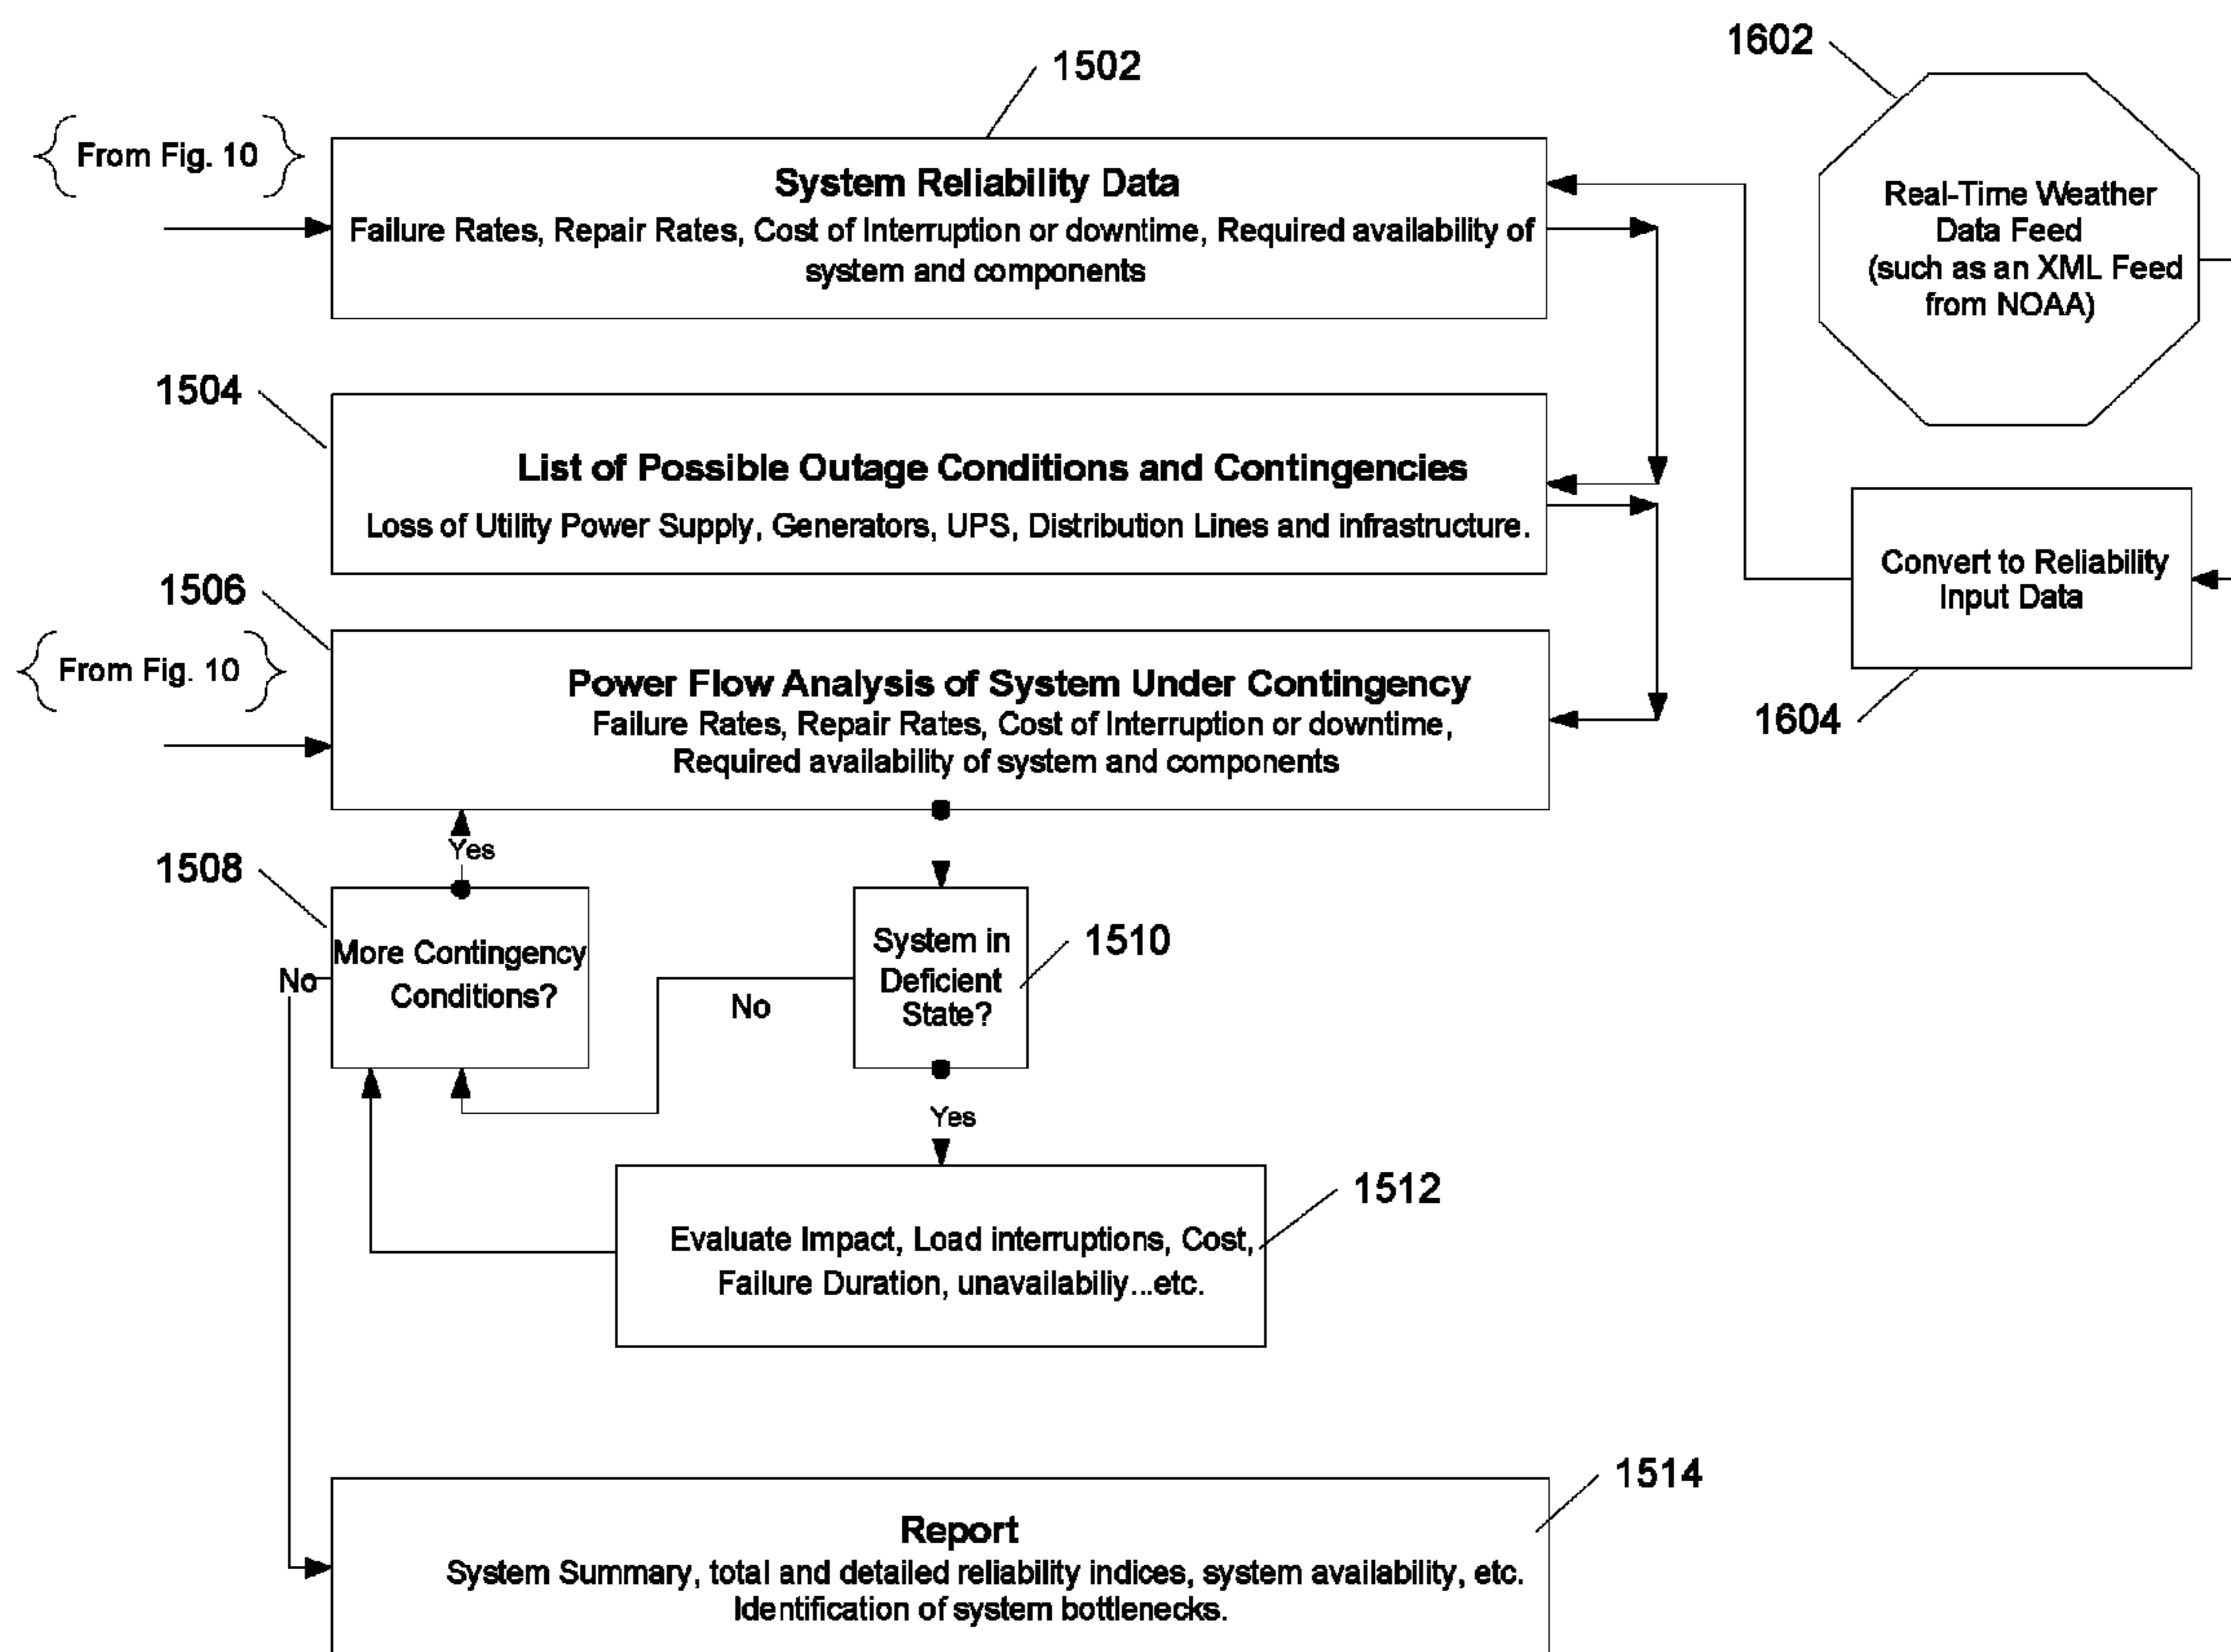 1602
1502
From Fig. 10
System Reliability Data
Failure Rates, Repair Rates, Cost of Interruption or downtime, Required availability of
system and components
Real-Time Weather
Data Feed
(such as an XML Feed
from NOAA)
1504
List of Possible Outage Conditions and Contingencies
Loss of Utility Power Supply, Generators, UPS, Distribution Lines and infrastructure.
Convert to Reliability
Input Data
1604
1506
From Fig. 10
Power Flow Analysis of System Under Contingency
Failure Rates, Repair Rates, Cost of Interruption or downtime,
Required availability of system and components
Yes
1508
More Contingency
Conditions?
No
System in
Deficient
State?
1510
No
Yes
1512
Evaluate Impact, Load interruptions, Cost,
Failure Duration, unavailabiliy...etc.
1514
Report
System Summary, total and detailed reliability indices, system availability, etc.
Identification of system bottlenecks.